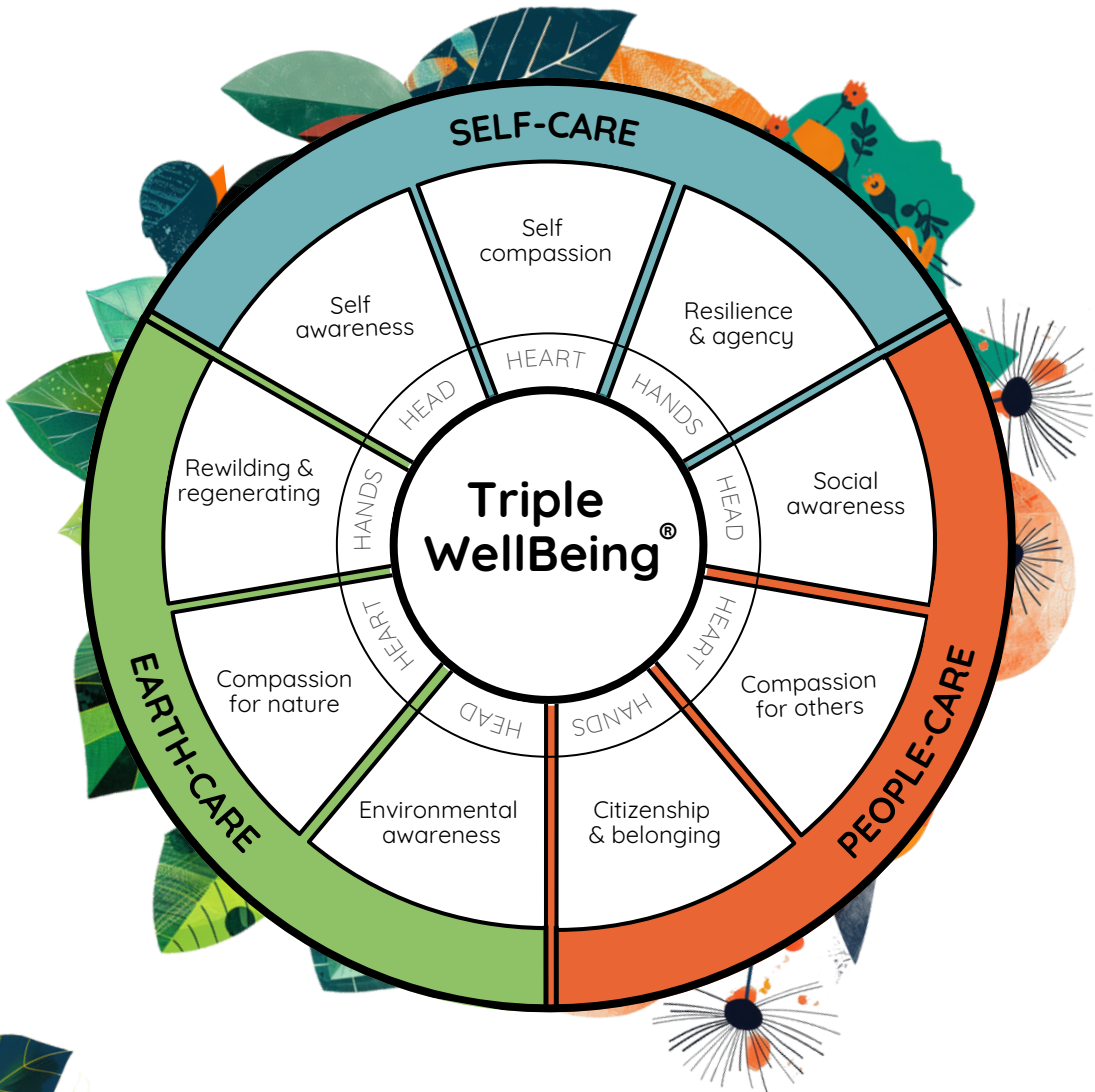 SELF-CARE
Self
compassion
Self
awareness
Resilience
& agency
HEART
HEAD
HANDS
Rewilding &
regenerating
HANDS
Triple
WellBeing®
HEAD
Social
awareness
Compassion
for nature
HEART
HEART
Compassion
for others
EARTH-CARE
PEOPLE-CARE
HEAD
HANDS
Environmental
awareness
Citizenship
& belonging